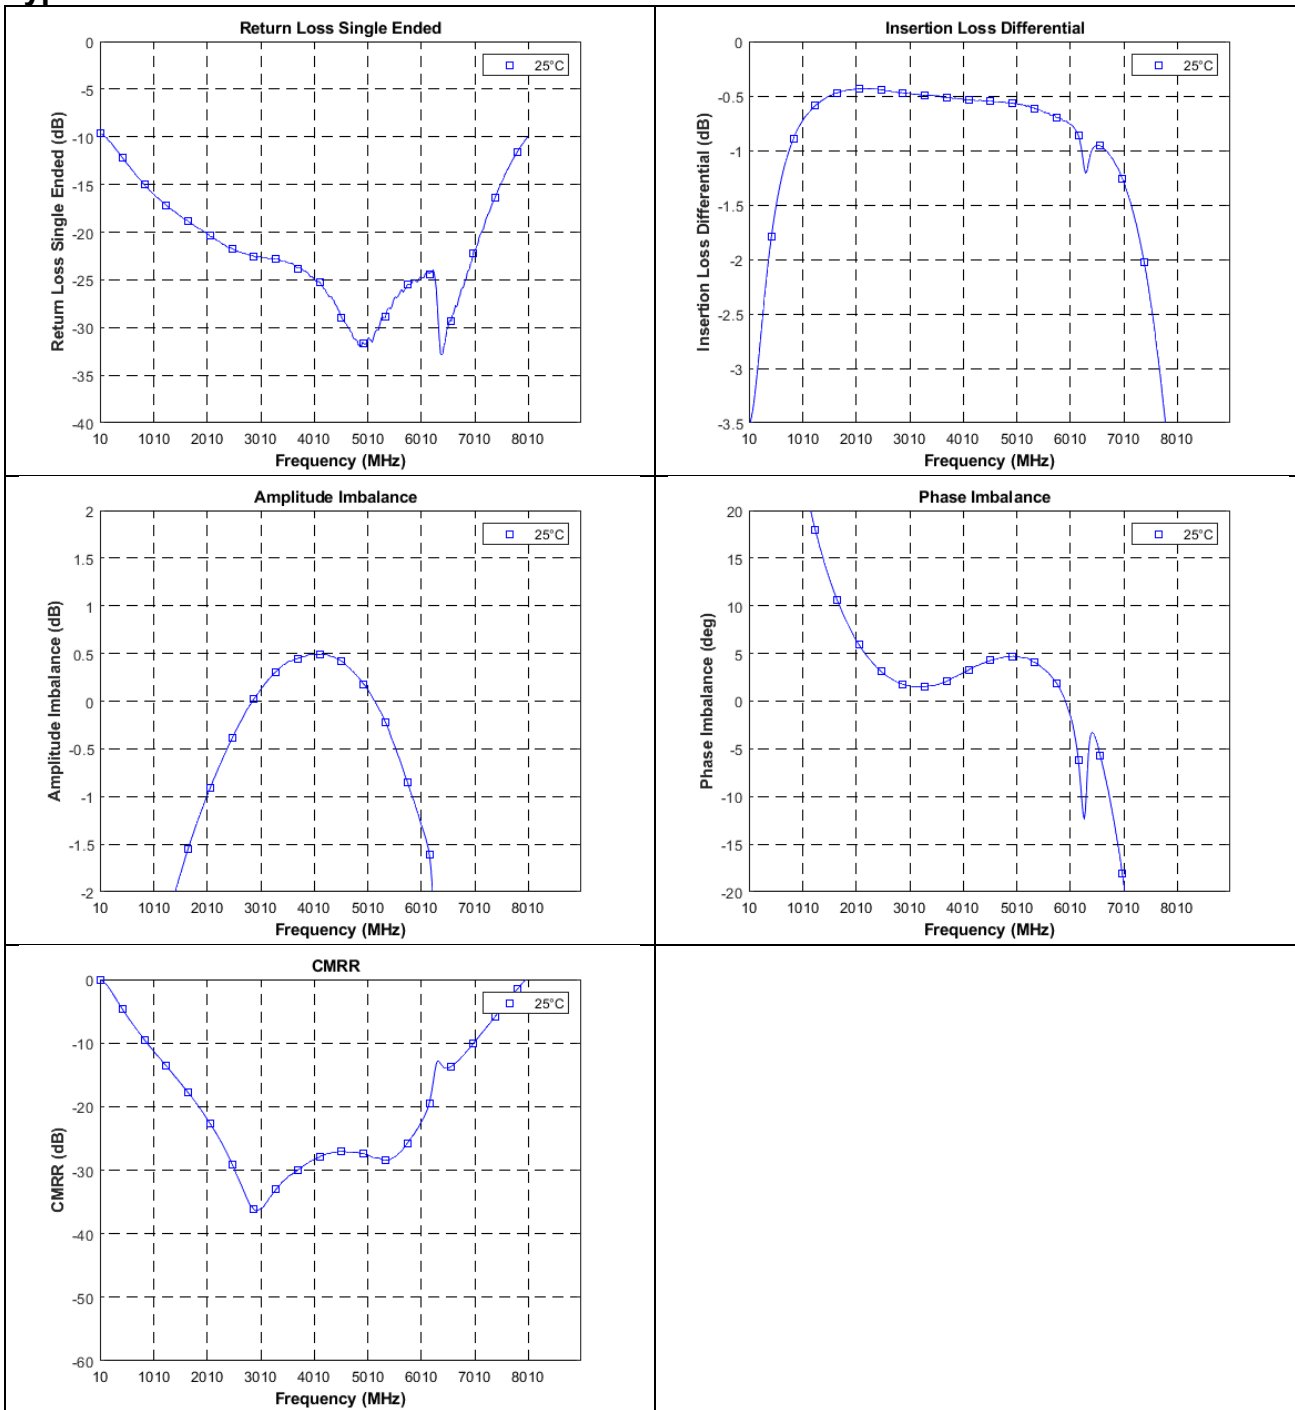 Return Loss Single Ended
25°C
0
-5
-10
-15
-20
-25
-30
-35
-40
Return Loss Single Ended (dB)
10 1010 2010 3010 4010 5010 6010 7010 8010
Frequency (MHz)
Insertion Loss Differential
25°C
0
-0.5
-1
-1.5
-2
-2.5
-3
-3.5
Insertion Loss Differential (dB)
10 1010 2010 3010 4010 5010 6010 7010 8010
Frequency (MHz)
Amplitude Imbalance
25°C
2
1.5
1
0.5
0
-0.5
-1
-1.5
-2
Amplitude Imbalance (dB)
10 1010 2010 3010 4010 5010 6010 7010 8010
Frequency (MHz)
Phase Imbalance
25°C
20
15
10
5
0
-5
-10
-15
-20
Phase Imbalance (deg)
10 1010 2010 3010 4010 5010 6010 7010 8010
Frequency (MHz)
CMRR
25°C
0
-10
-20
-30
-40
-50
-60
CMRR (dB)
10 1010 2010 3010 4010 5010 6010 7010 8010
Frequency (MHz)